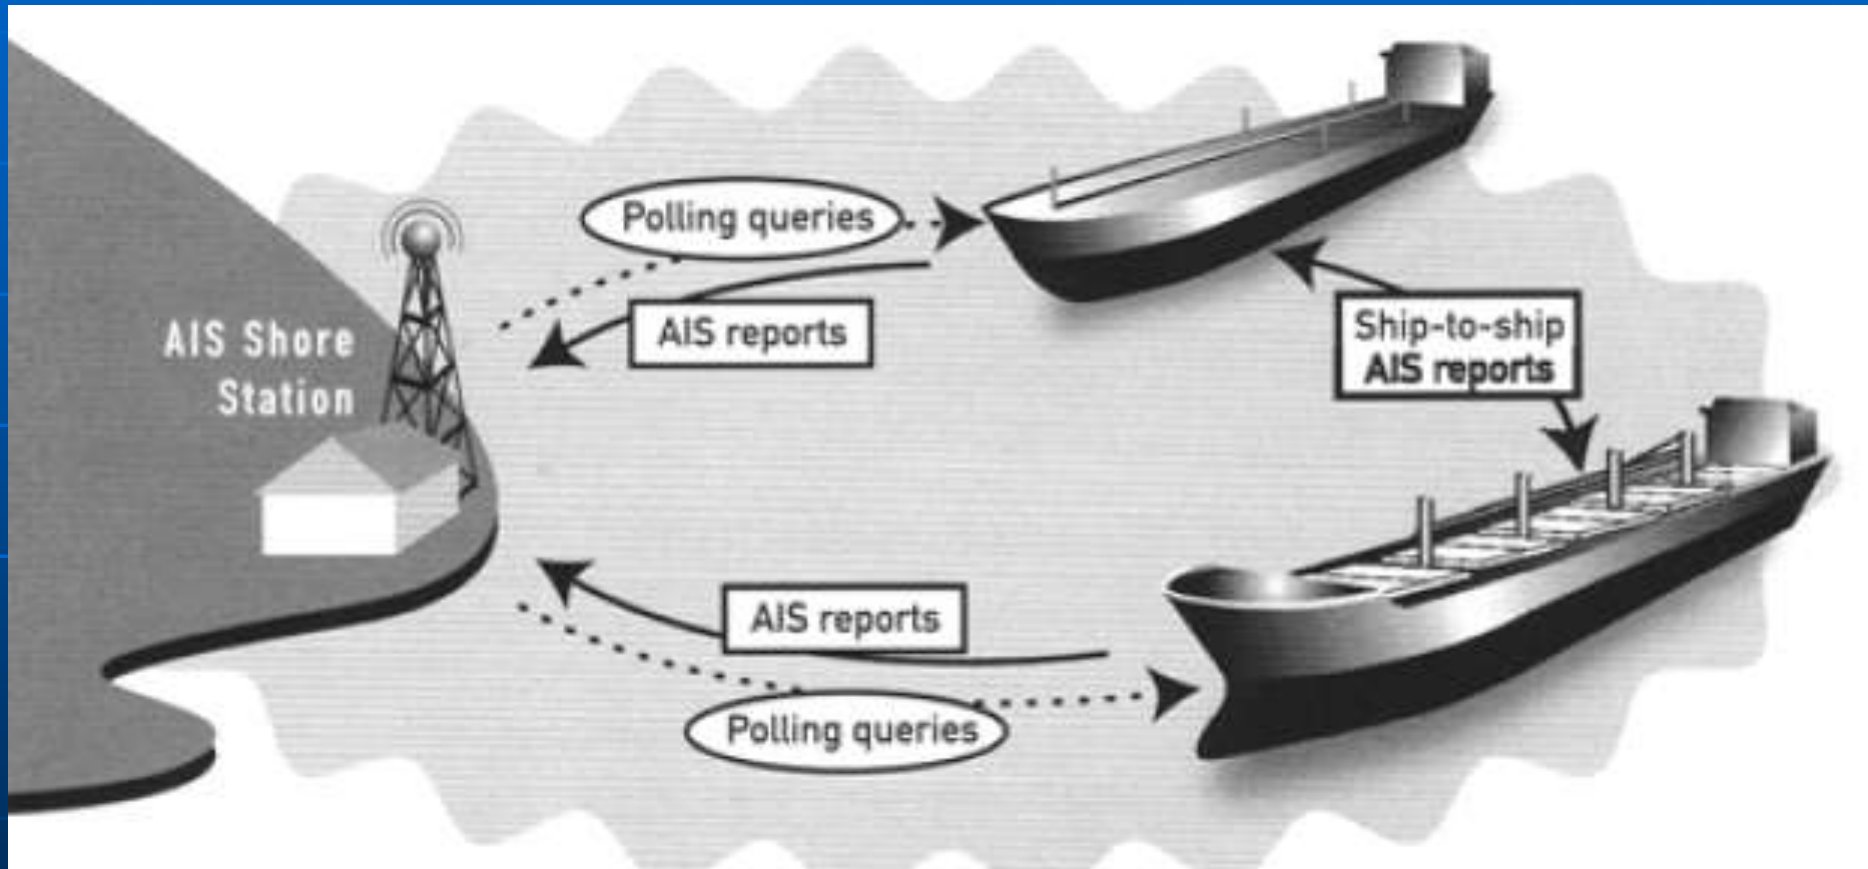 Polling queries
AIS reports
AIS Shore
Station
Ship-to-ship
AIS reports
AIS reports
Polling queries